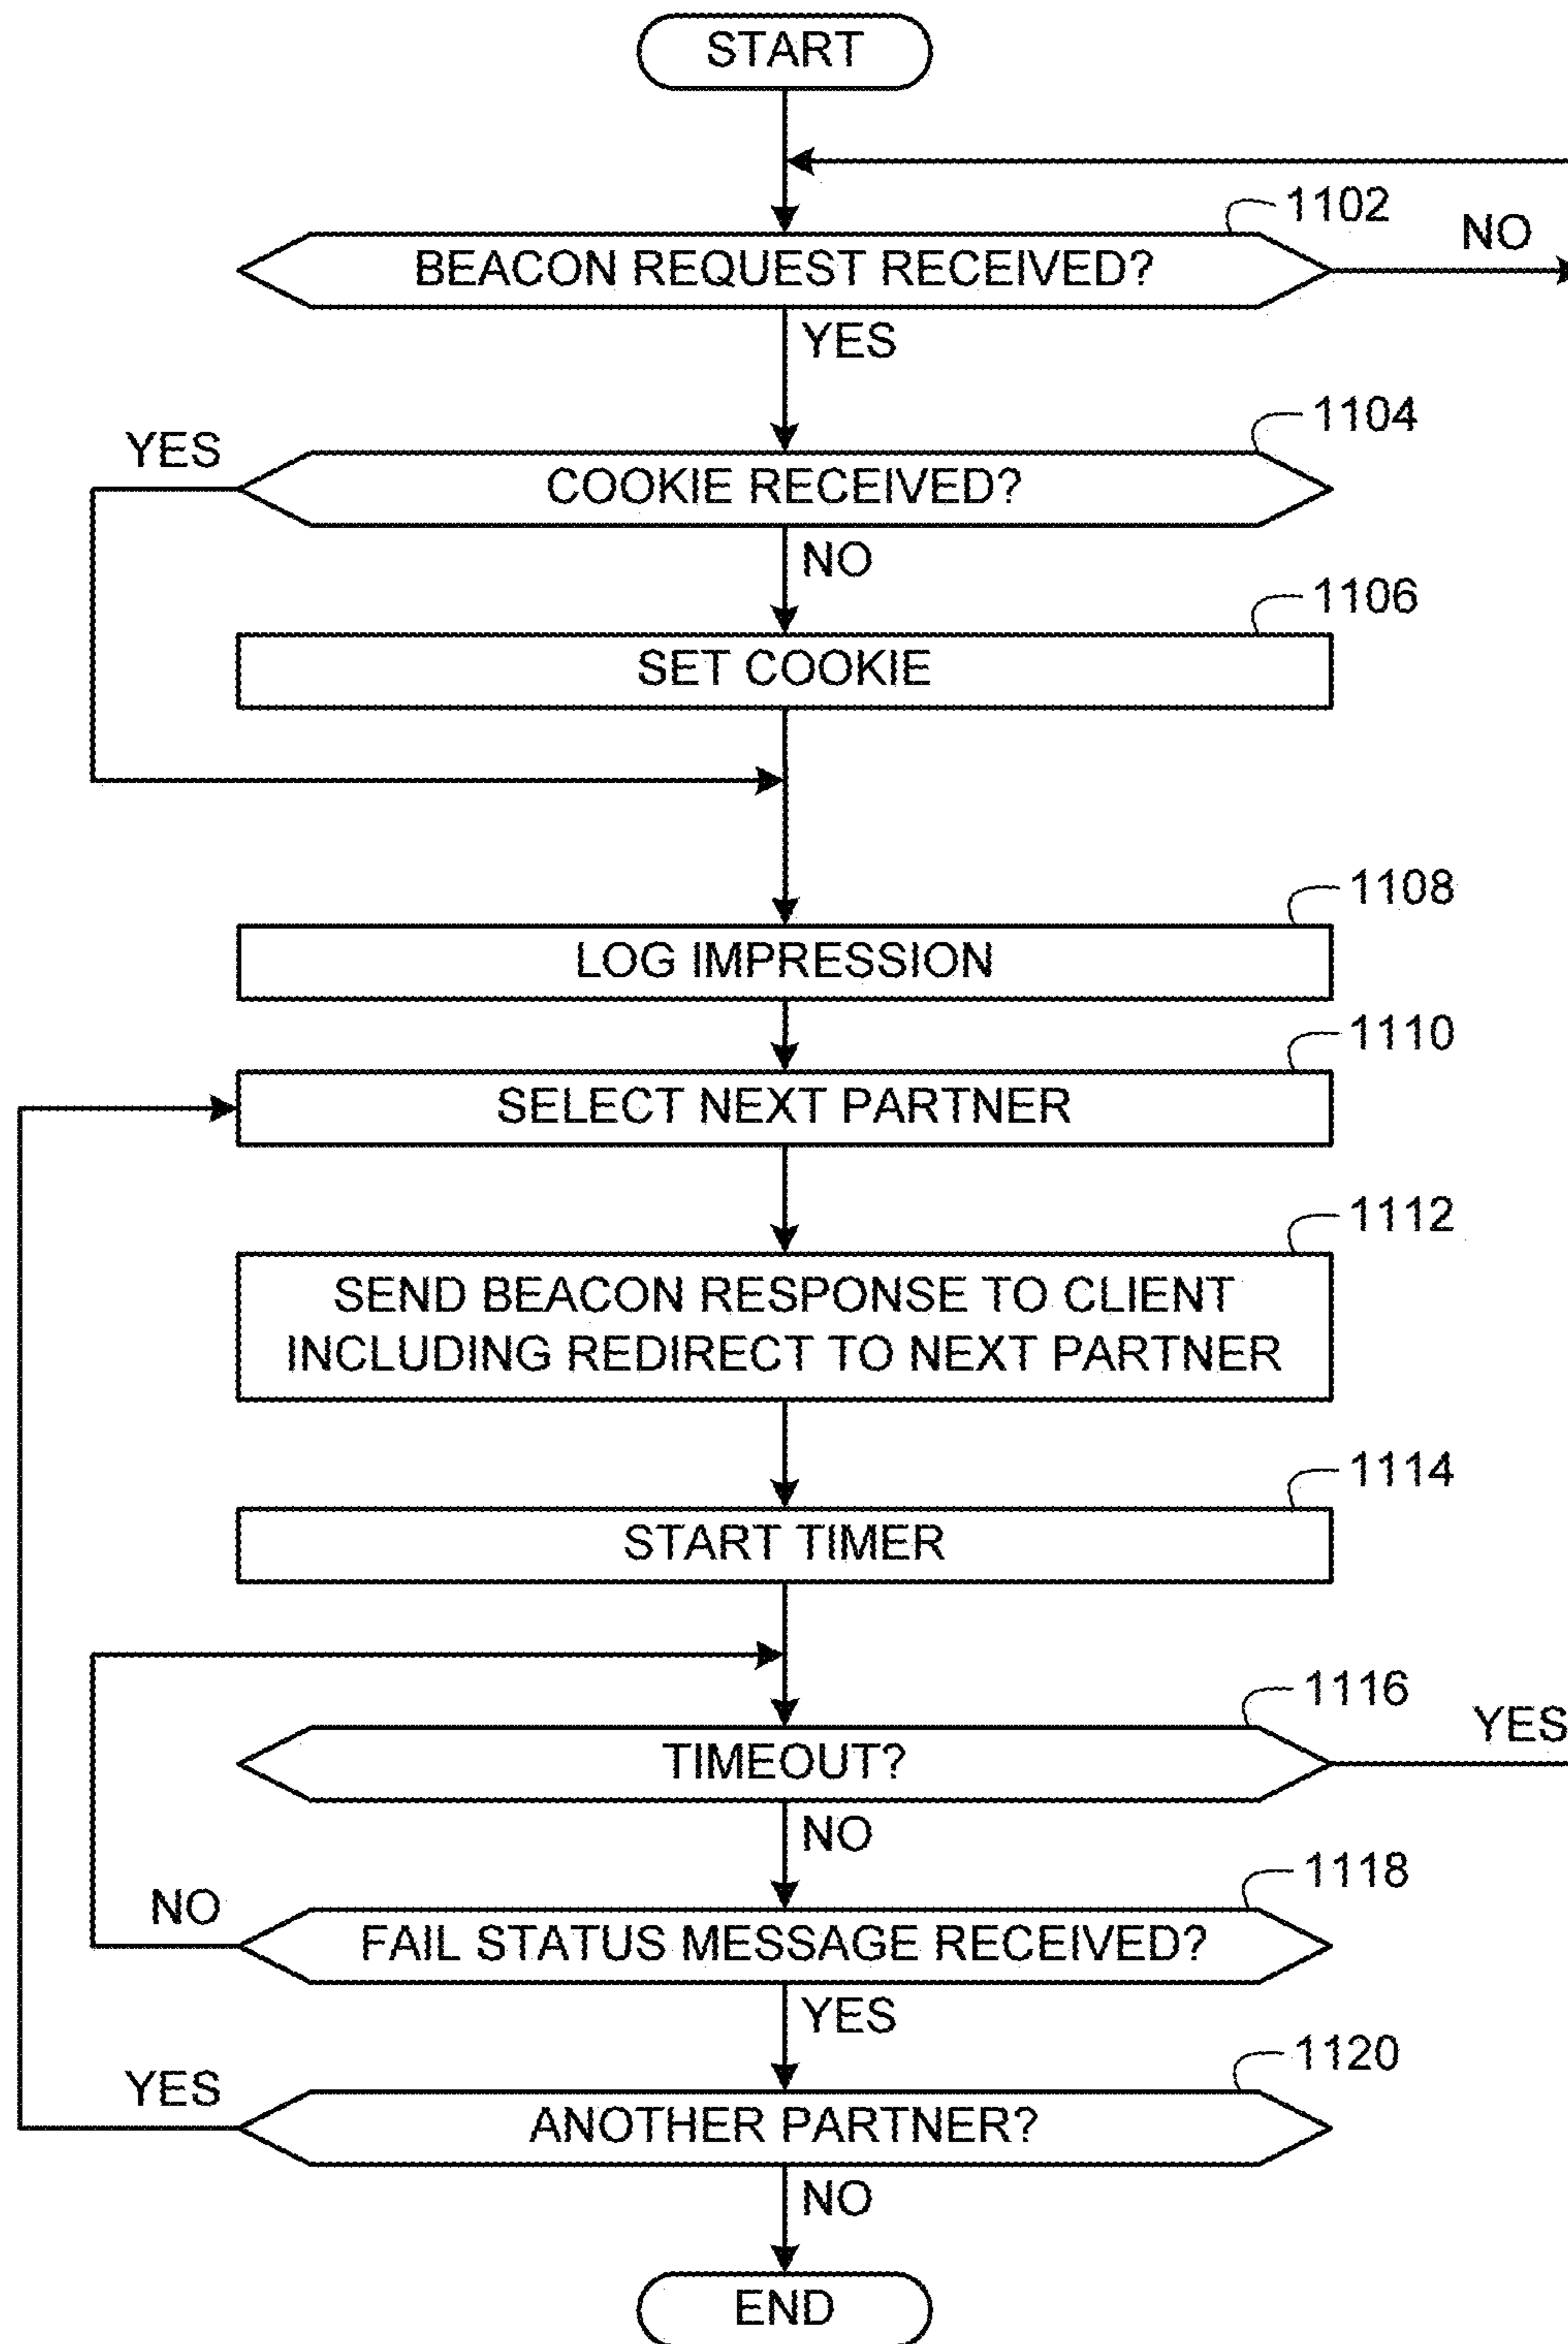 START
1102
NO
BEACON REQUEST RECEIVED?
YES
1104
YES
COOKIE RECEIVED?
NO
1106
SET COOKIE
1108
LOG IMPRESSION
1110
SELECT NEXT PARTNER
1112
SEND BEACON RESPONSE TO CLIENT
INCLUDING REDIRECT TO NEXT PARTNER
1114
START TIMER
1116
YES
TIMEOUT?
NO
1118
NO
FAIL STATUS MESSAGE RECEIVED?
YES
1120
YES
ANOTHER PARTNER?
NO
END